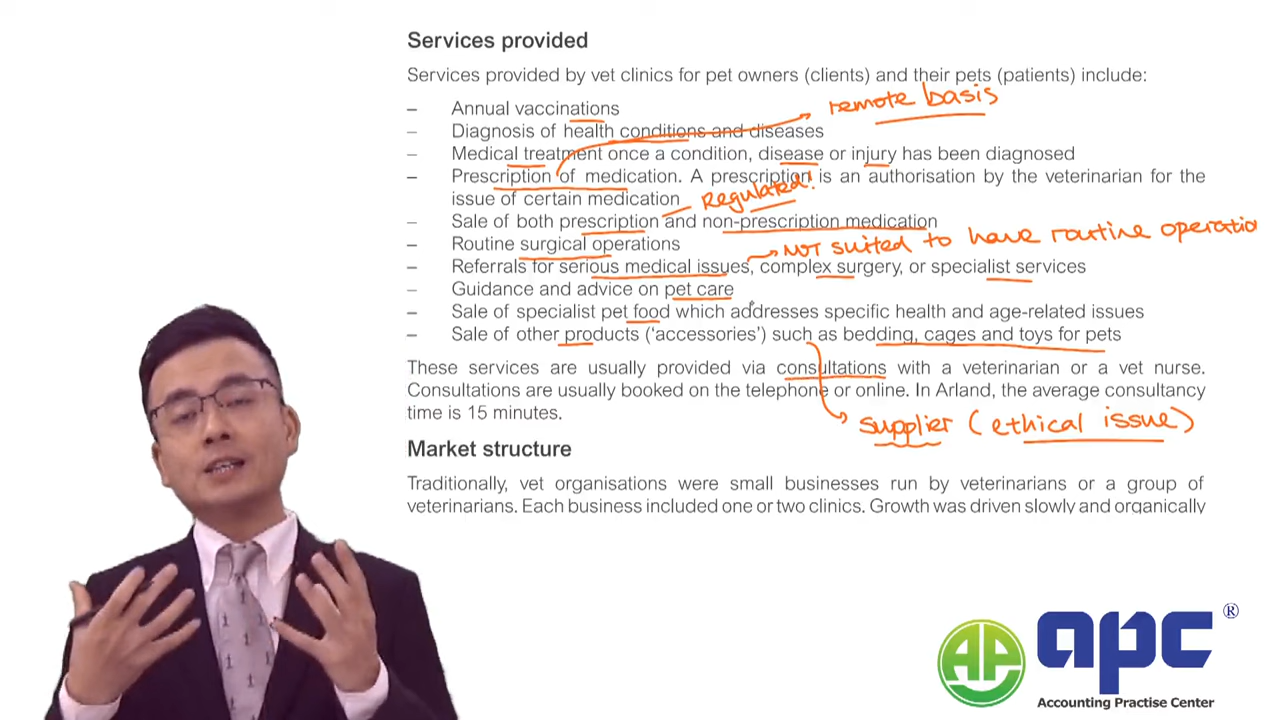 Services provided
Services provided by vet clinics for pet owners (clients) and their pets (patients) include:
remote basis
– Annual vaccinations
– Diagnosis of health conditions and diseases
– Medical treatment once a condition, disease or injury has been diagnosed
– Prescription of medication. A prescription is an authorisation by the veterinarian for the
issue of certain medication
Regulated!
– Sale of both prescription and non-prescription medication
– Routine surgical operations
NOT suited to have routine operatio
– Referrals for serious medical issues, complex surgery, or specialist services
– Guidance and advice on pet care
– Sale of specialist pet food which addresses specific health and age-related issues
– Sale of other products (‘accessories’) such as bedding, cages and toys for pets
These services are usually provided via consultations with a veterinarian or a vet nurse.
Consultations are usually booked on the telephone or online. In Arland, the average consultancy
time is 15 minutes.
supplier (ethical issue)
Market structure
Traditionally, vet organisations were small businesses run by veterinarians or a group of
veterinarians. Each business included one or two clinics. Growth was driven slowly and organically
AP
apc®
Accounting Practise Center